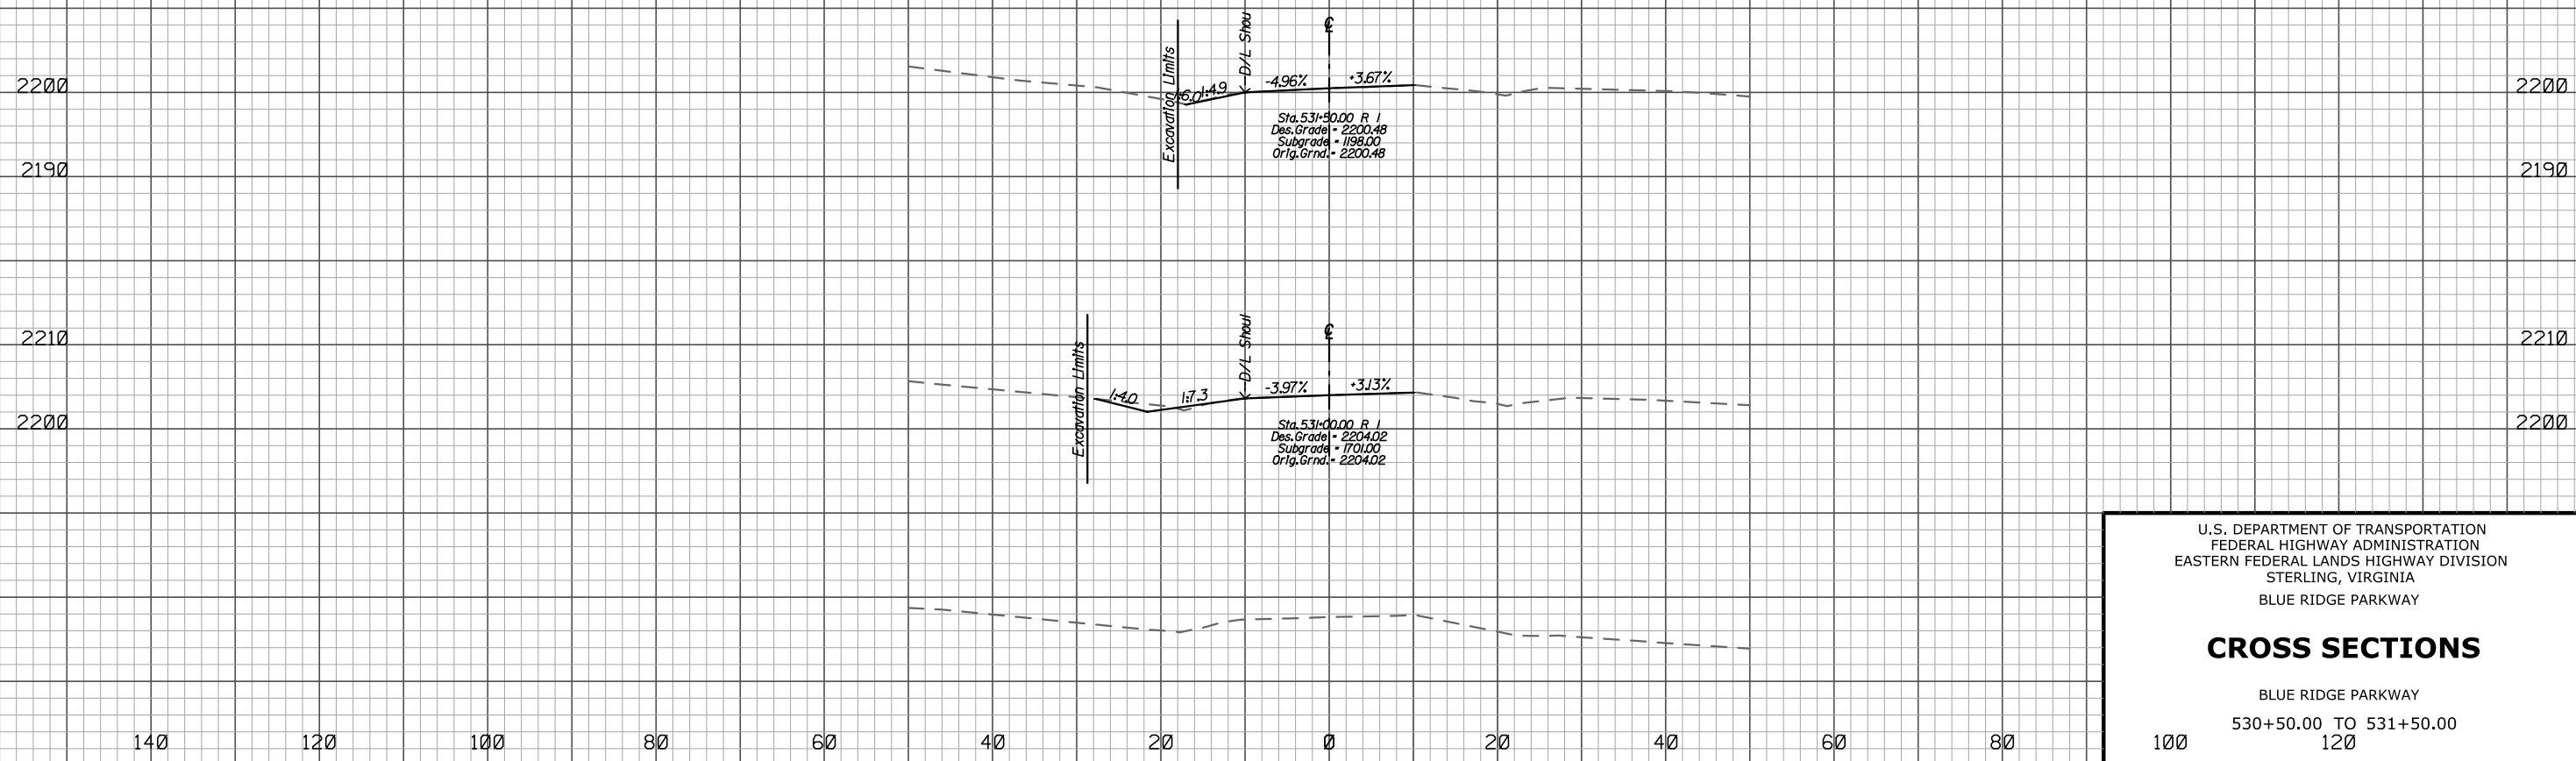 ℄
Excavation Limits
D/L Shou
1:6.0
1:4.9
-4.96%
+3.67%
2200
2200
Sta. 531+50.00 R 1
Des. Grade = 2200.48
Subgrade = 1198.00
Orig. Grnd. = 2200.48
2190
2190
℄
2210
2210
Excavation Limits
D/L Shoul
1:4.0
1:7.3
-3.97%
+3.13%
2200
2200
Sta. 531+00.00 R 1
Des. Grade = 2204.02
Subgrade = 1701.00
Orig. Grnd. = 2204.02
U.S. DEPARTMENT OF TRANSPORTATION
FEDERAL HIGHWAY ADMINISTRATION
EASTERN FEDERAL LANDS HIGHWAY DIVISION
STERLING, VIRGINIA
BLUE RIDGE PARKWAY
CROSS SECTIONS
BLUE RIDGE PARKWAY
530+50.00 TO 531+50.00
140 120 100 80 60 40 20 0 20 40 60 80 100 120